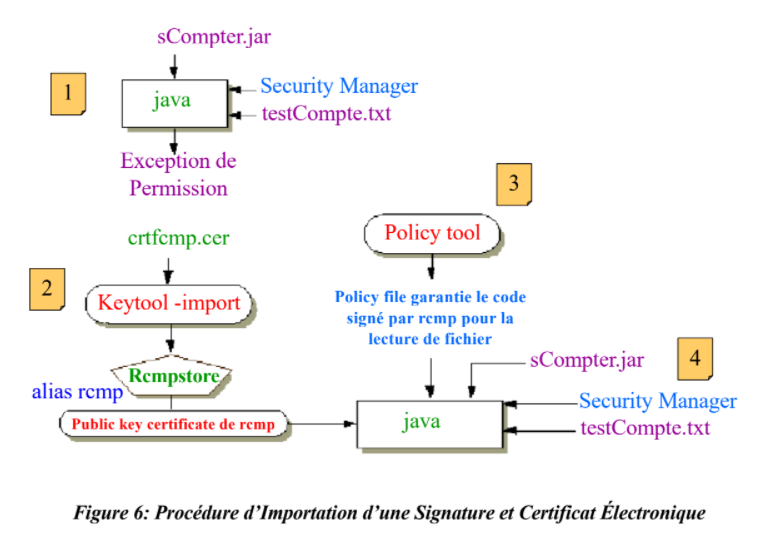 sCompter.jar
1
java
Security Manager
testCompte.txt
Exception de
Permission
3
Policy tool
crtfcmp.cer
2
Keytool -import
Policy file garantie le code
signé par rcmp pour la
lecture de fichier
Rcmpstore
alias rcmp
Public key certificate de rcmp
sCompter.jar
4
java
Security Manager
testCompte.txt
Figure 6: Procédure d'Importation d'une Signature et Certificat Électronique